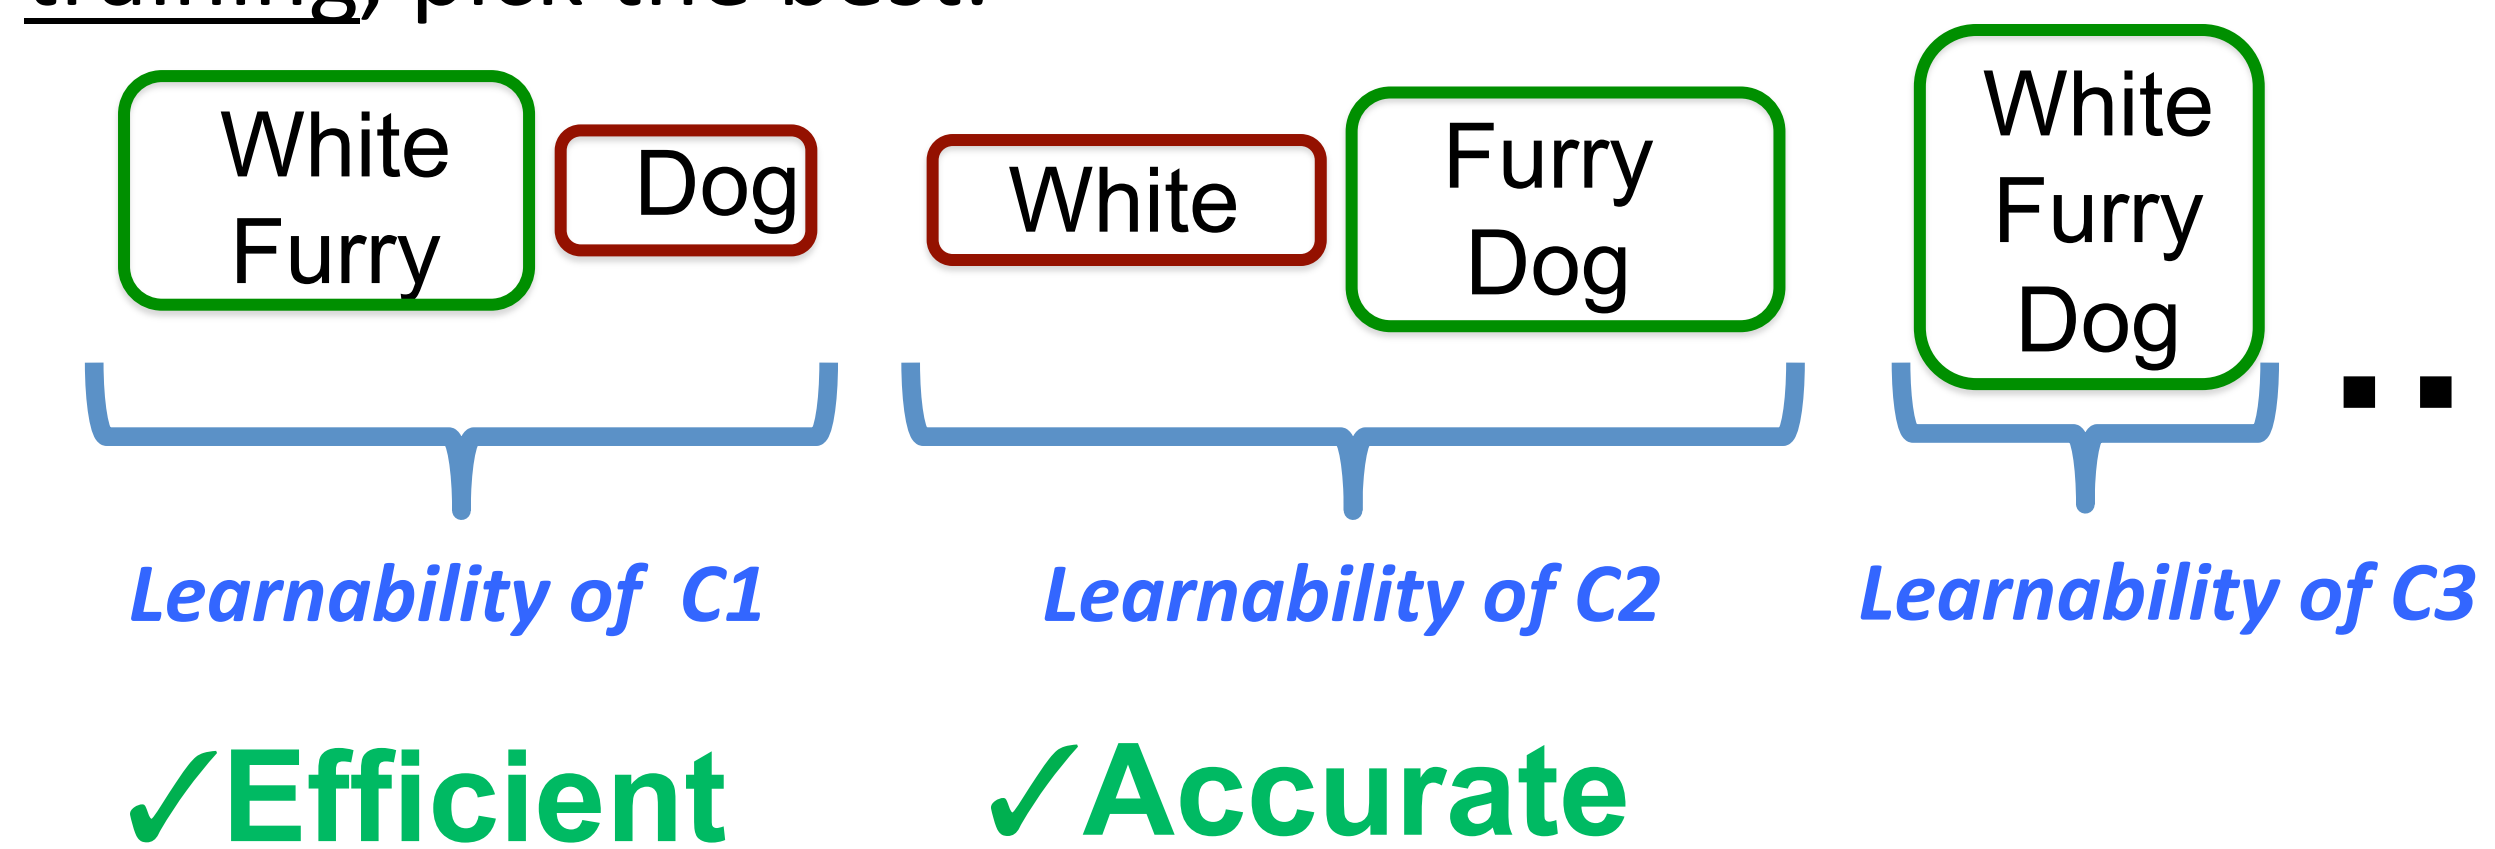 White
Furry
Dog
White
Furry
Dog
White
Furry
Dog
Learnability of C1
Learnability of C2
Learnability of C3
✓Efficient
✓Accurate